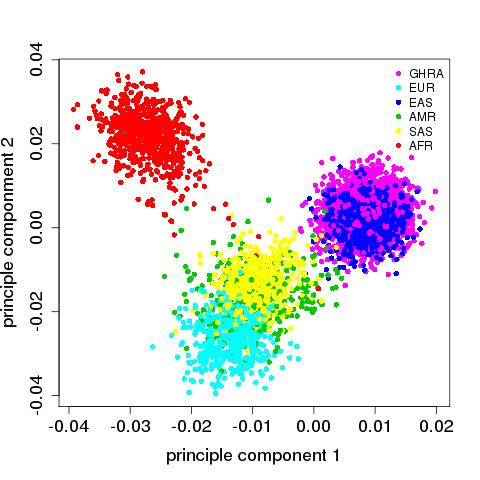 0.04
0.02
0.00
-0.02
-0.04
principle componment 2
GHRA
EUR
EAS
AMR
SAS
AFR
-0.04 -0.03 -0.02 -0.01 0.00 0.01 0.02
principle component 1